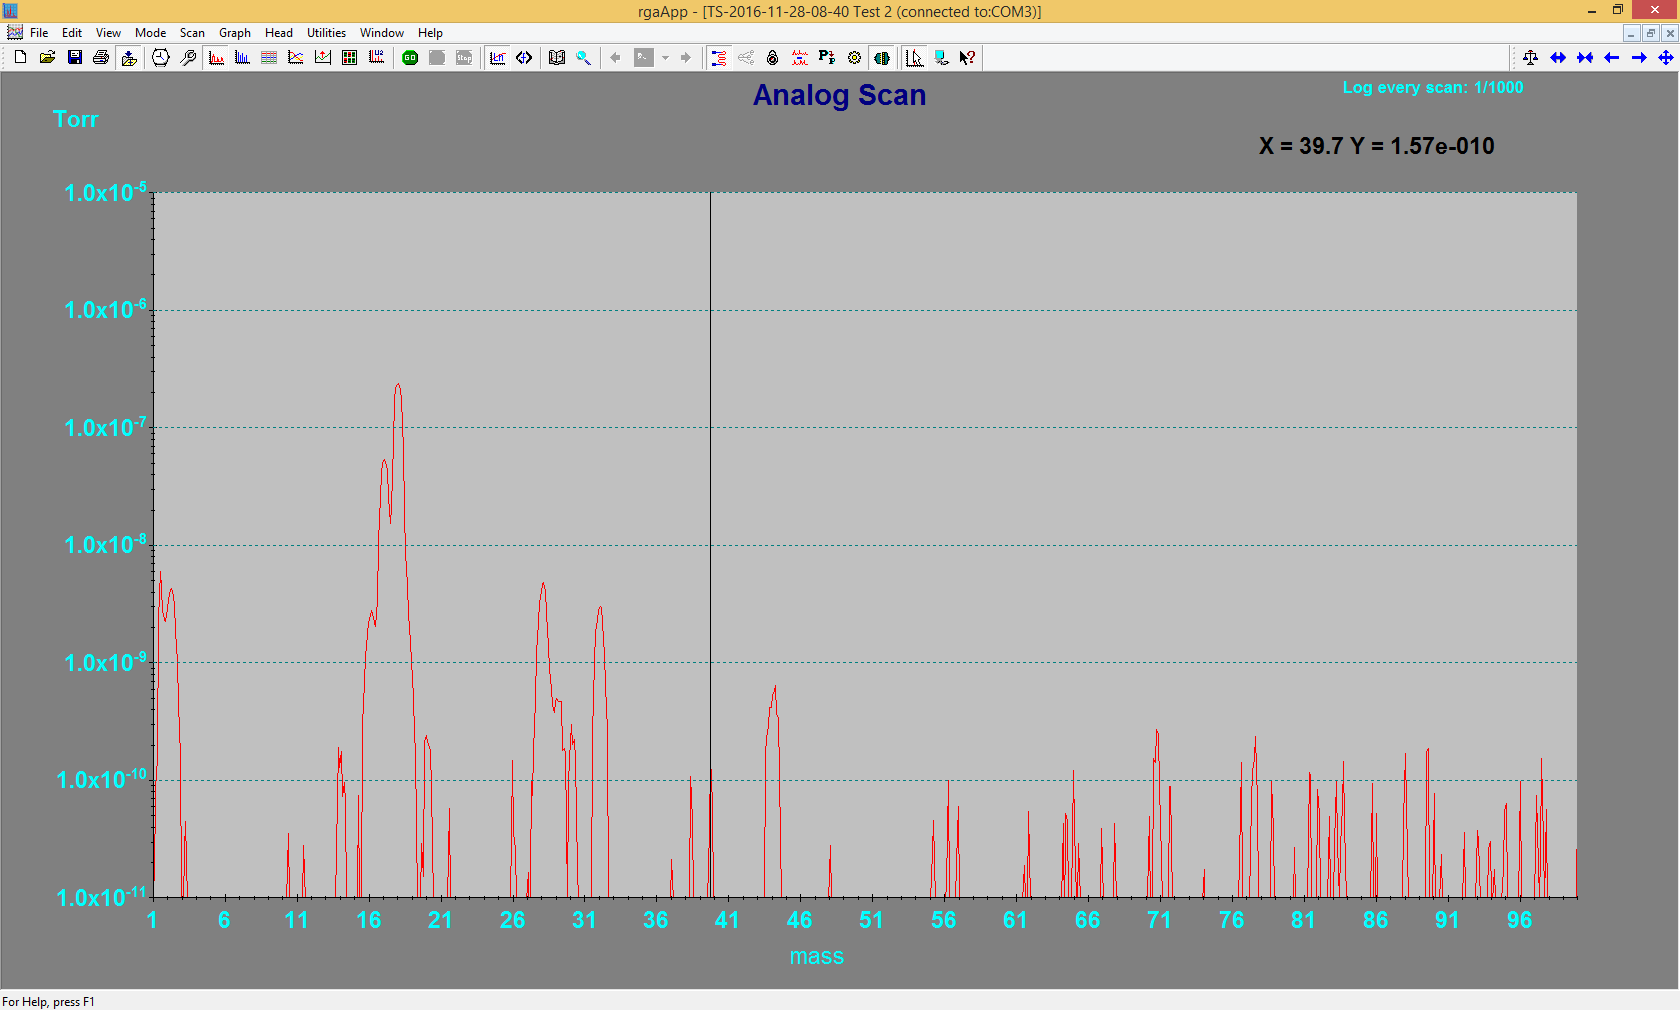 rgaApp - [TS-2016-11-28-08-40 Test 2 (connected to:COM3)]
File Edit View Mode Scan Graph Head Utilities Window Help
GO Stop
Analog Scan
Log every scan: 1/1000
Torr
X = 39.7 Y = 1.57e-010
1.0x10-5
1.0x10-6
1.0x10-7
1.0x10-8
1.0x10-9
1.0x10-10
1.0x10-11
1 6 11 16 21 26 31 36 41 46 51 56 61 66 71 76 81 86 91 96
mass
For Help, press F1